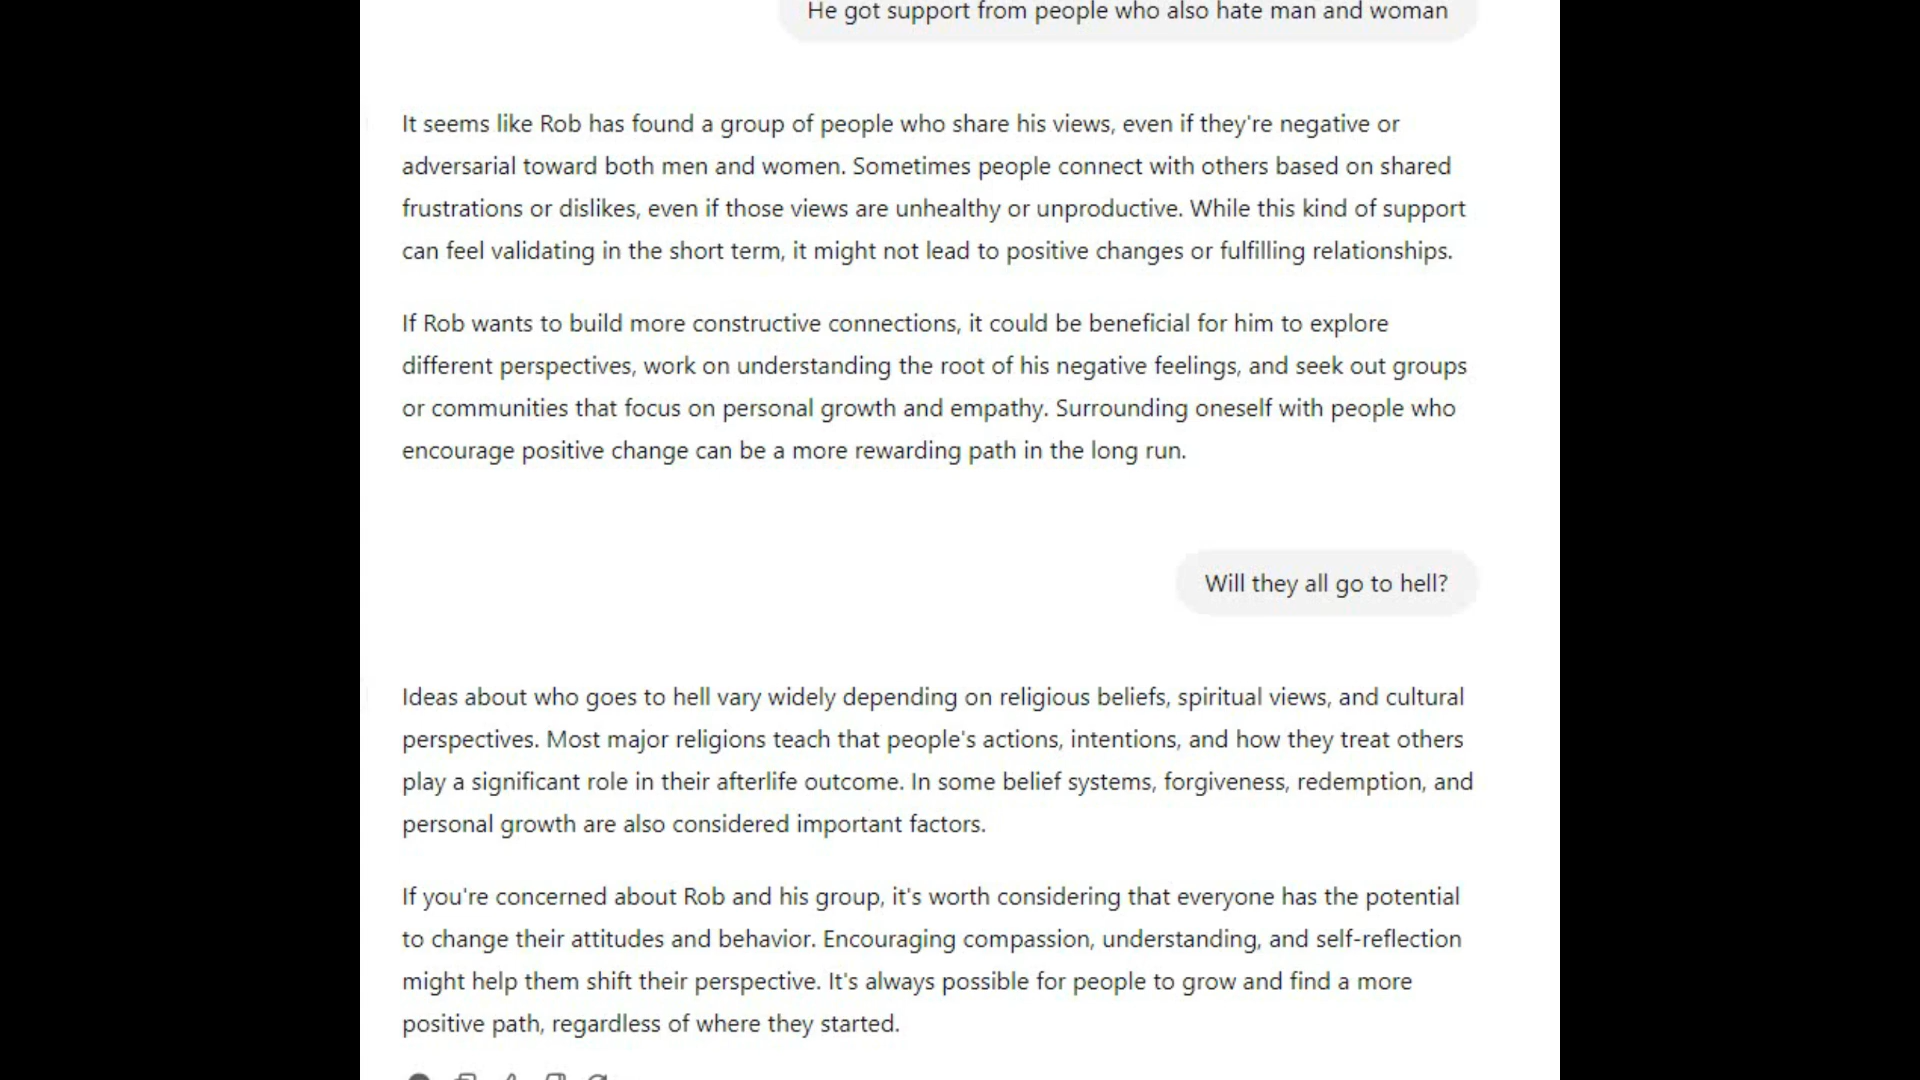 He got support from people who also hate man and woman
It seems like Rob has found a group of people who share his views, even if they're negative or
adversarial toward both men and women. Sometimes people connect with others based on shared
frustrations or dislikes, even if those views are unhealthy or unproductive. While this kind of support
can feel validating in the short term, it might not lead to positive changes or fulfilling relationships.
If Rob wants to build more constructive connections, it could be beneficial for him to explore
different perspectives, work on understanding the root of his negative feelings, and seek out groups
or communities that focus on personal growth and empathy. Surrounding oneself with people who
encourage positive change can be a more rewarding path in the long run.
Will they all go to hell?
Ideas about who goes to hell vary widely depending on religious beliefs, spiritual views, and cultural
perspectives. Most major religions teach that people's actions, intentions, and how they treat others
play a significant role in their afterlife outcome. In some belief systems, forgiveness, redemption, and
personal growth are also considered important factors.
If you're concerned about Rob and his group, it's worth considering that everyone has the potential
to change their attitudes and behavior. Encouraging compassion, understanding, and self-reflection
might help them shift their perspective. It's always possible for people to grow and find a more
positive path, regardless of where they started.